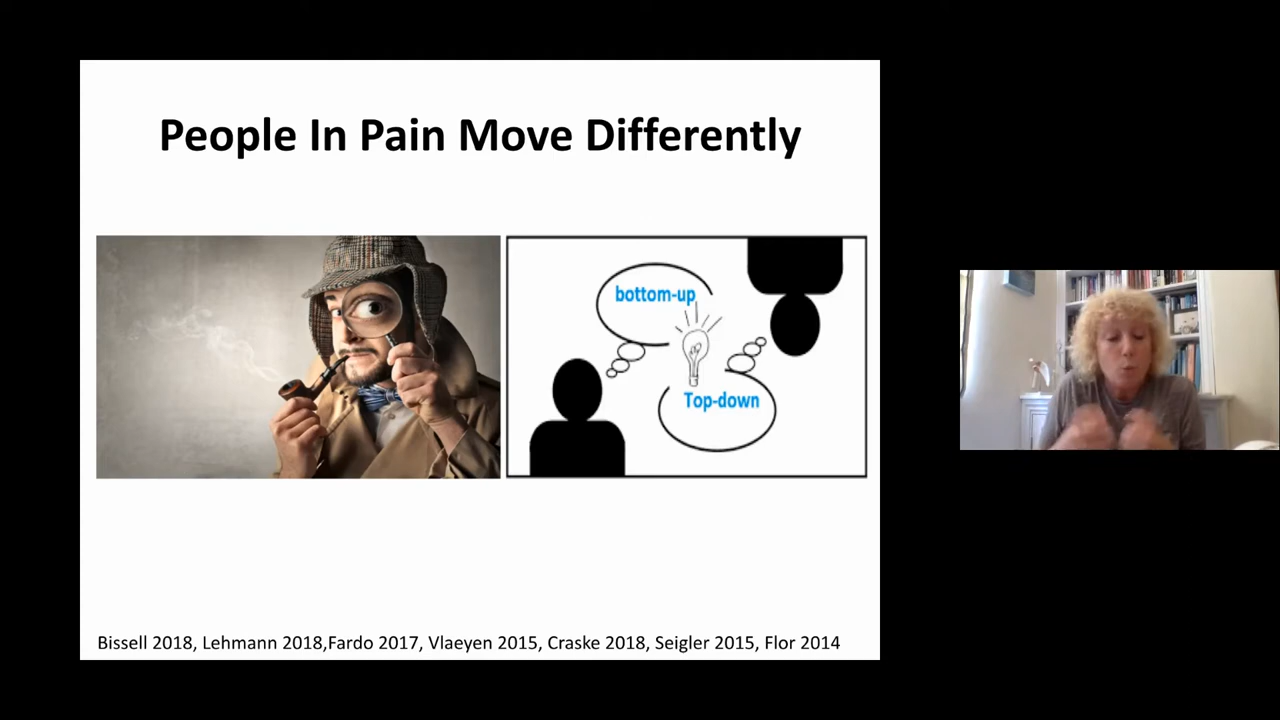 People In Pain Move Differently
bottom-up
Top-down
Bissell 2018, Lehmann 2018,Fardo 2017, Vlaeyen 2015, Craske 2018, Seigler 2015, Flor 2014